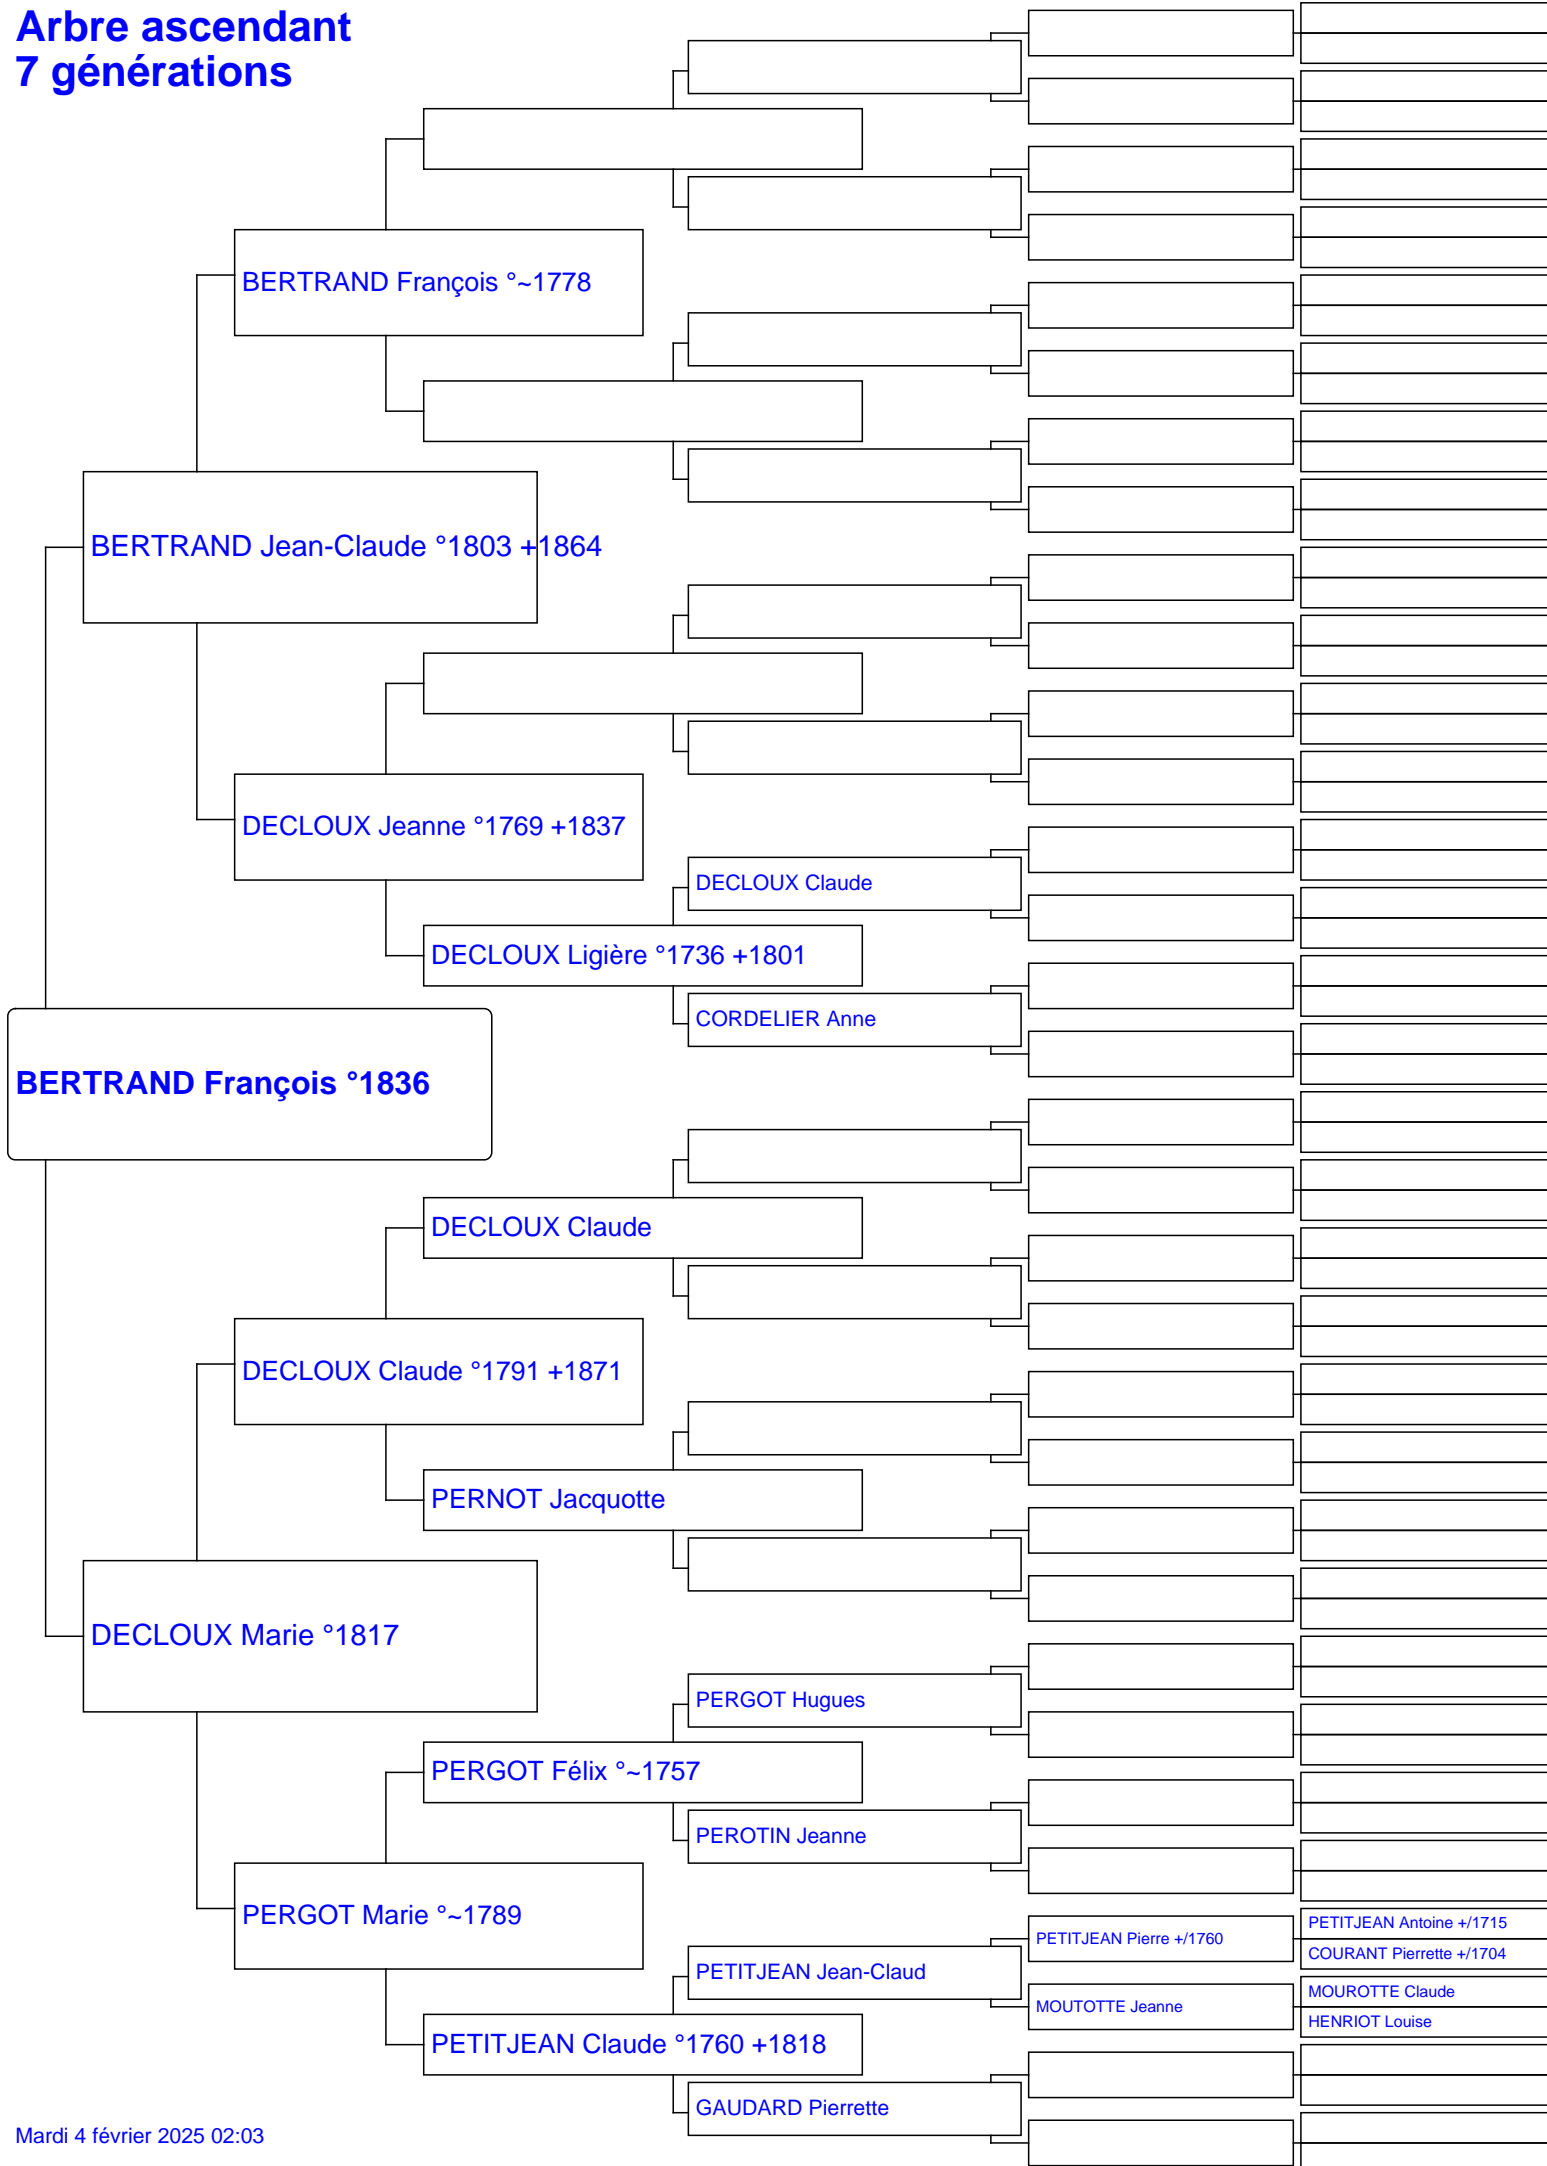 Arbre ascendant
7 générations
BERTRAND François °~1778
BERTRAND Jean-Claude °1803 +1864
DECLOUX Jeanne °1769 +1837
DECLOUX Claude
DECLOUX Ligière °1736 +1801
CORDELIER Anne
BERTRAND François °1836
DECLOUX Claude
DECLOUX Claude °1791 +1871
PERNOT Jacquotte
DECLOUX Marie °1817
PERGOT Hugues
PERGOT Félix °~1757
PEROTIN Jeanne
PERGOT Marie °~1789
PETITJEAN Antoine +/1715
PETITJEAN Pierre +/1760
COURANT Pierrette +/1704
PETITJEAN Jean-Claud
MOUROTTE Claude
MOUTOTTE Jeanne
HENRIOT Louise
PETITJEAN Claude °1760 +1818
GAUDARD Pierrette
Mardi 4 février 2025 02:03